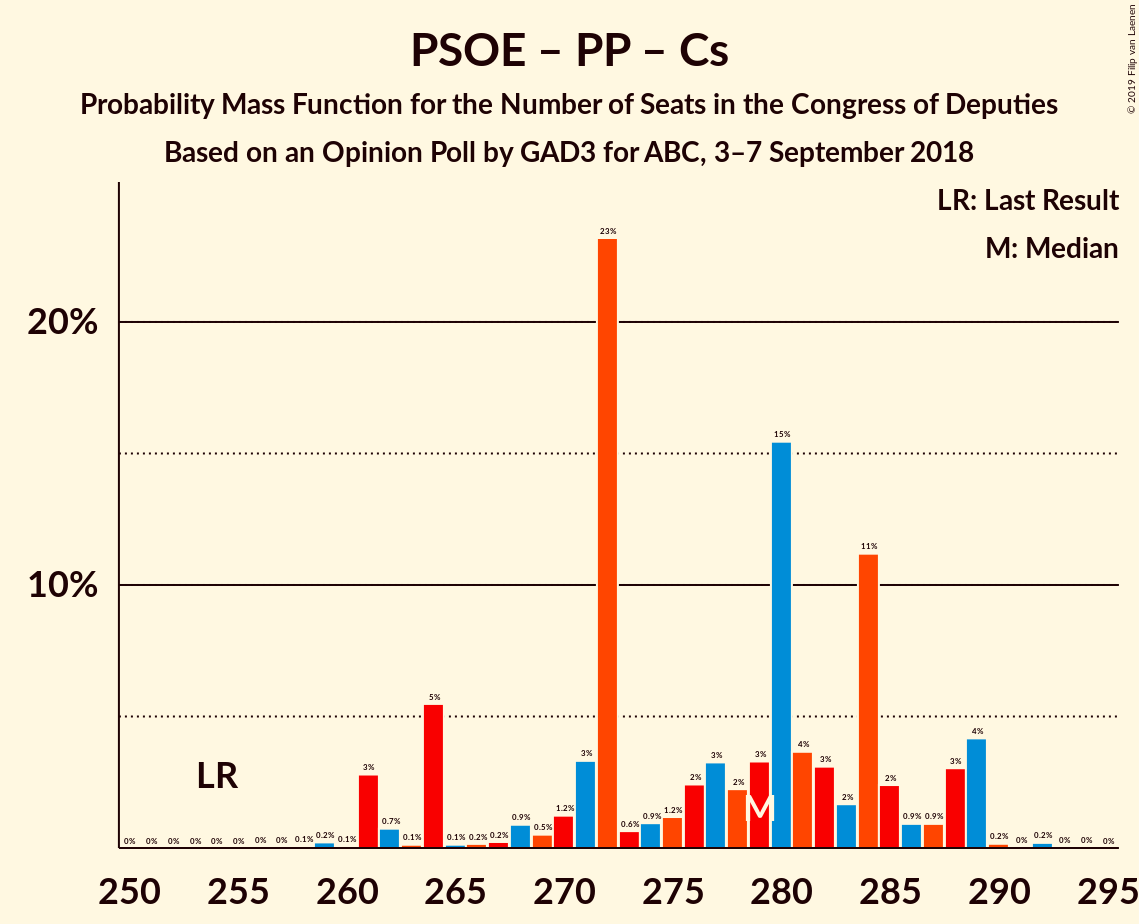 PSOE – PP – Cs
Probability Mass Function for the Number of Seats in the Congress of Deputies
Based on an Opinion Poll by GAD3 for ABC, 3–7 September 2018
© 2019 Filip van Laenen
LR: Last Result
M: Median
20%
10%
LR
M
0% 0% 0% 0% 0% 0% 0% 0% 0.1% 0.2% 0.1% 3% 0.7% 0.1% 5% 0.1% 0.2% 0.2% 0.9% 0.5% 1.2% 3% 23% 0.6% 0.9% 1.2% 2% 3% 2% 3% 15% 4% 3% 2% 11% 2% 0.9% 0.9% 3% 4% 0.2% 0% 0.2% 0% 0% 0%
250 255 260 265 270 275 280 285 290 295